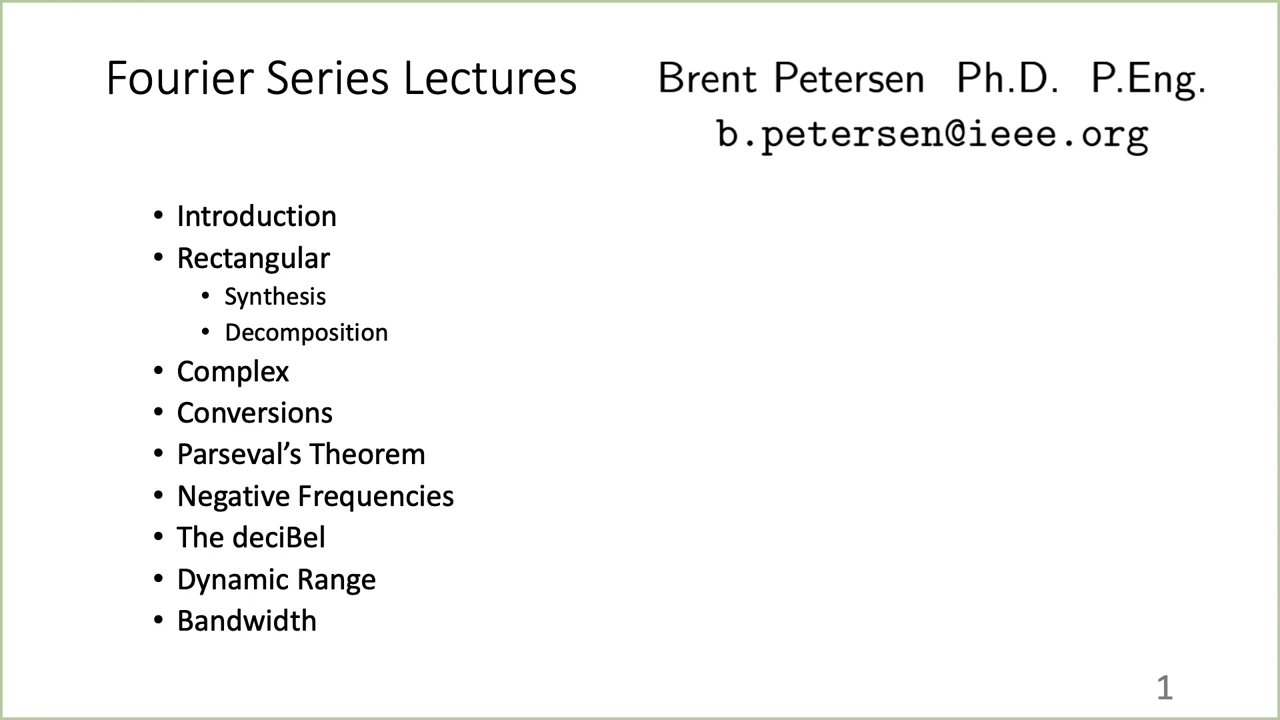 Fourier Series Lectures
Brent Petersen Ph.D. P.Eng.
b.petersen@ieee.org
• Introduction
• Rectangular
• Synthesis
• Decomposition
• Complex
• Conversions
• Parseval’s Theorem
• Negative Frequencies
• The deciBel
• Dynamic Range
• Bandwidth
1